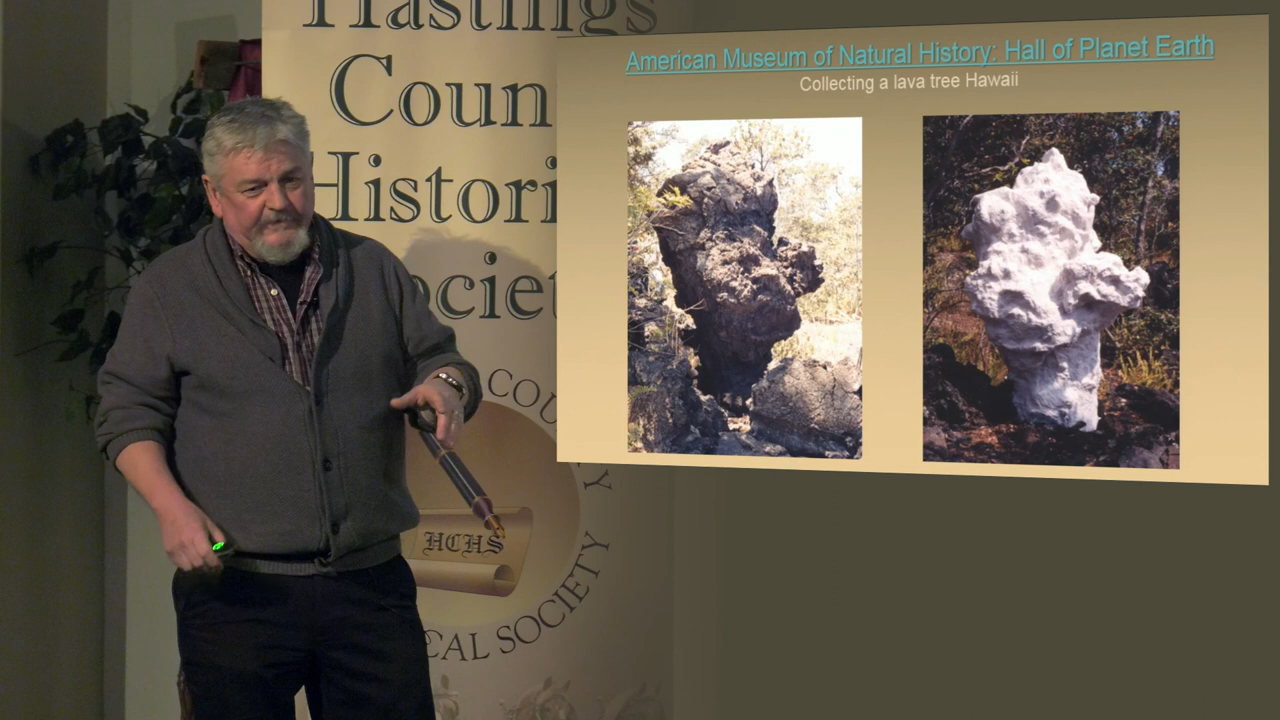 Hastings
Coun
Histori
ociet
COU
Y
HCHS
CAL SOCIETY
American Museum of Natural History: Hall of Planet Earth
Collecting a lava tree Hawaii